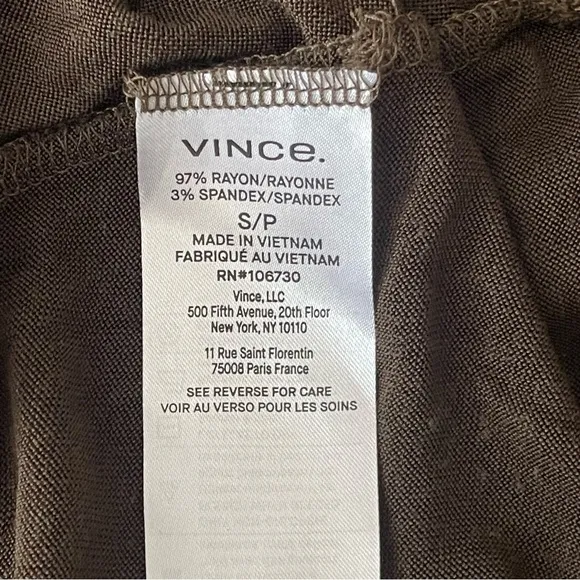 VINCe.
97% RAYON/RAYONNE
3% SPANDEX/SPANDEX
S/P
MADE IN VIETNAM
FABRIQUÉ AU VIETNAM
RN#106730
Vince, LLC
500 Fifth Avenue, 20th Floor
New York, NY 10110
11 Rue Saint Florentin
75008 Paris France
SEE REVERSE FOR CARE
VOIR AU VERSO POUR LES SOINS